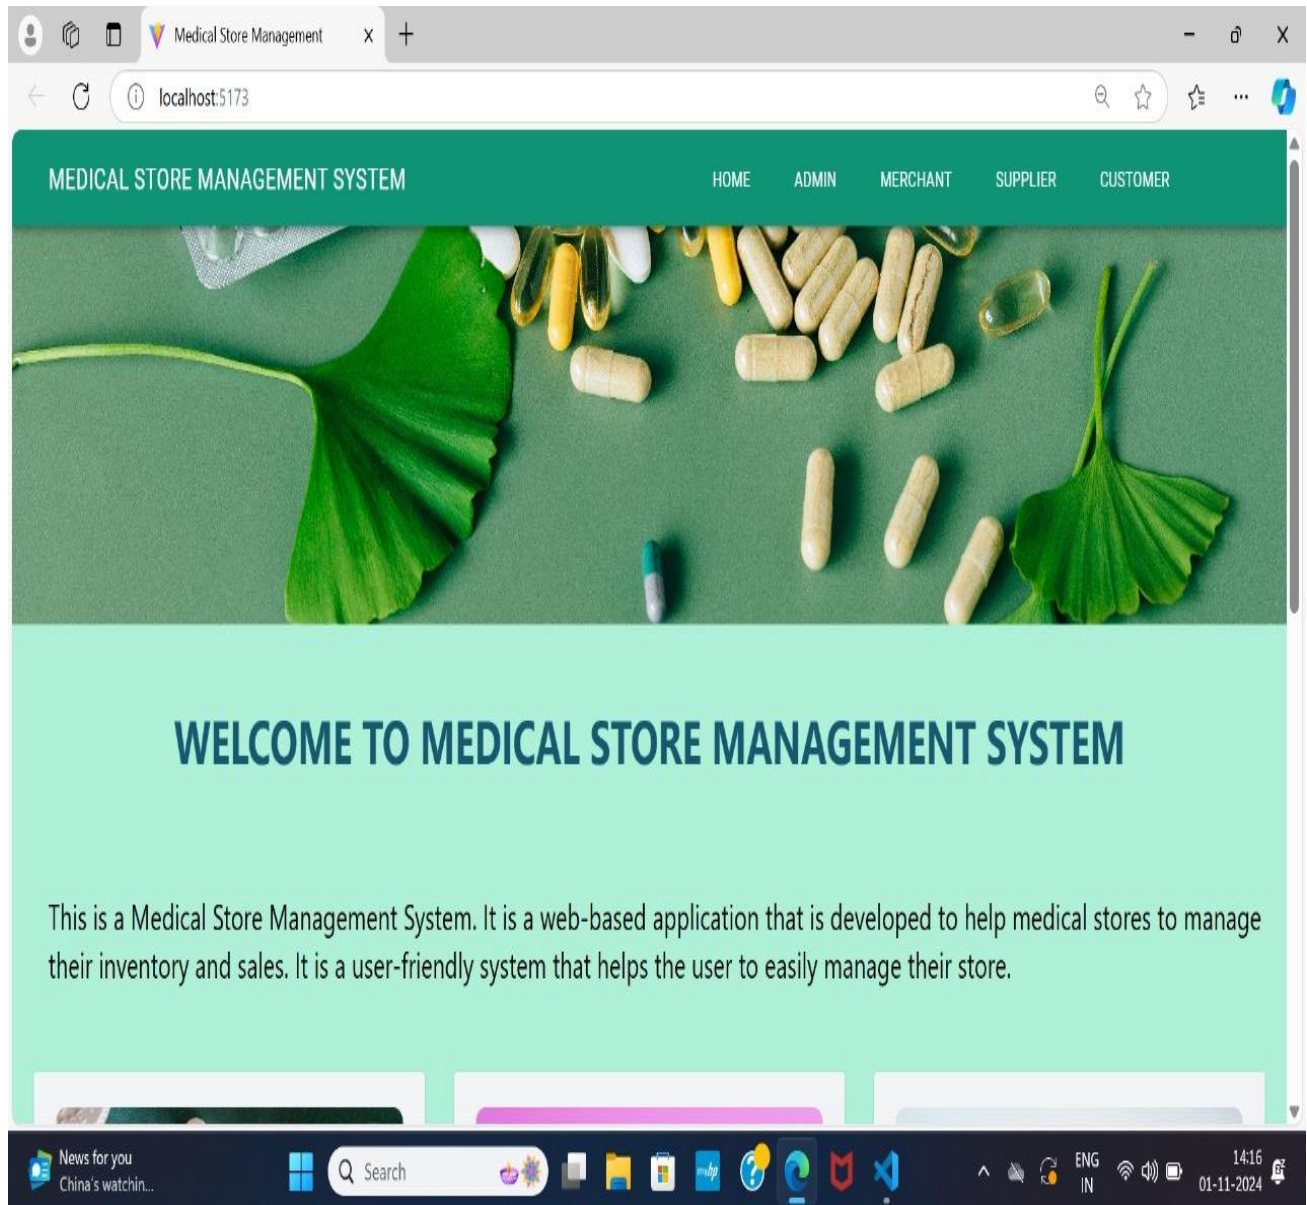 Medical Store Management
localhost:5173
MEDICAL STORE MANAGEMENT SYSTEM HOME ADMIN MERCHANT SUPPLIER CUSTOMER
WELCOME TO MEDICAL STORE MANAGEMENT SYSTEM
This is a Medical Store Management System. It is a web-based application that is developed to help medical stores to manage
their inventory and sales. It is a user-friendly system that helps the user to easily manage their store.
News for you
China's watchin...
Search
myhp
ENG
IN
14:16
01-11-2024